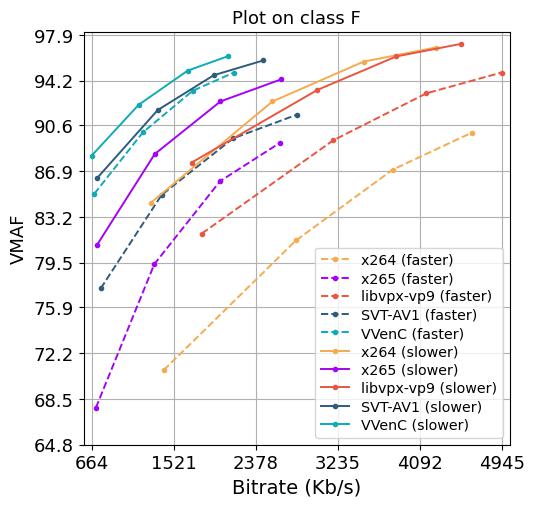 Plot on class F
97.9
94.2
90.6
86.9
83.2
79.5
75.9
72.2
68.5
64.8
VMAF
x264 (faster)
x265 (faster)
libvpx-vp9 (faster)
SVT-AV1 (faster)
VVenC (faster)
x264 (slower)
x265 (slower)
libvpx-vp9 (slower)
SVT-AV1 (slower)
VVenC (slower)
664 1521 2378 3235 4092 4945
Bitrate (Kb/s)